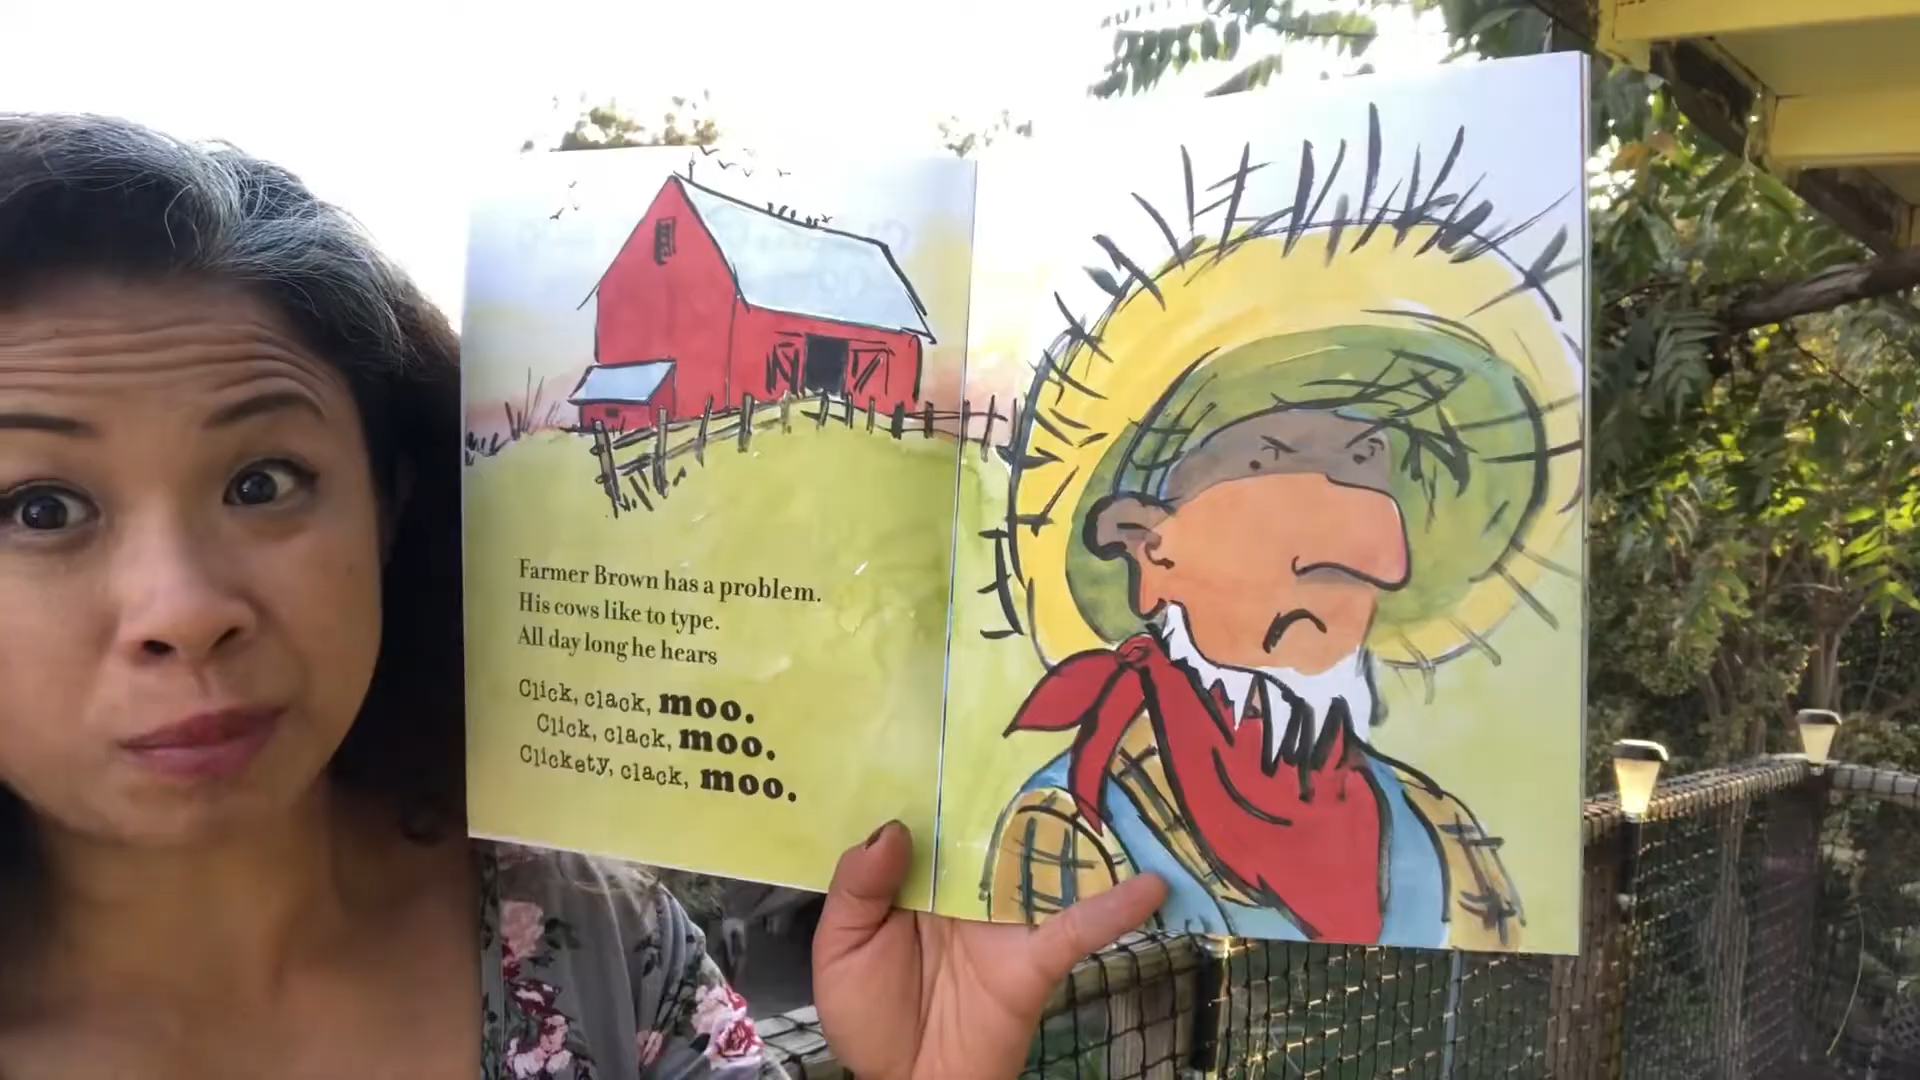 Farmer Brown has a problem.
His cows like to type.
All day long he hears
Click, clack, moo.
Click, clack, moo.
Clickety, clack, moo.